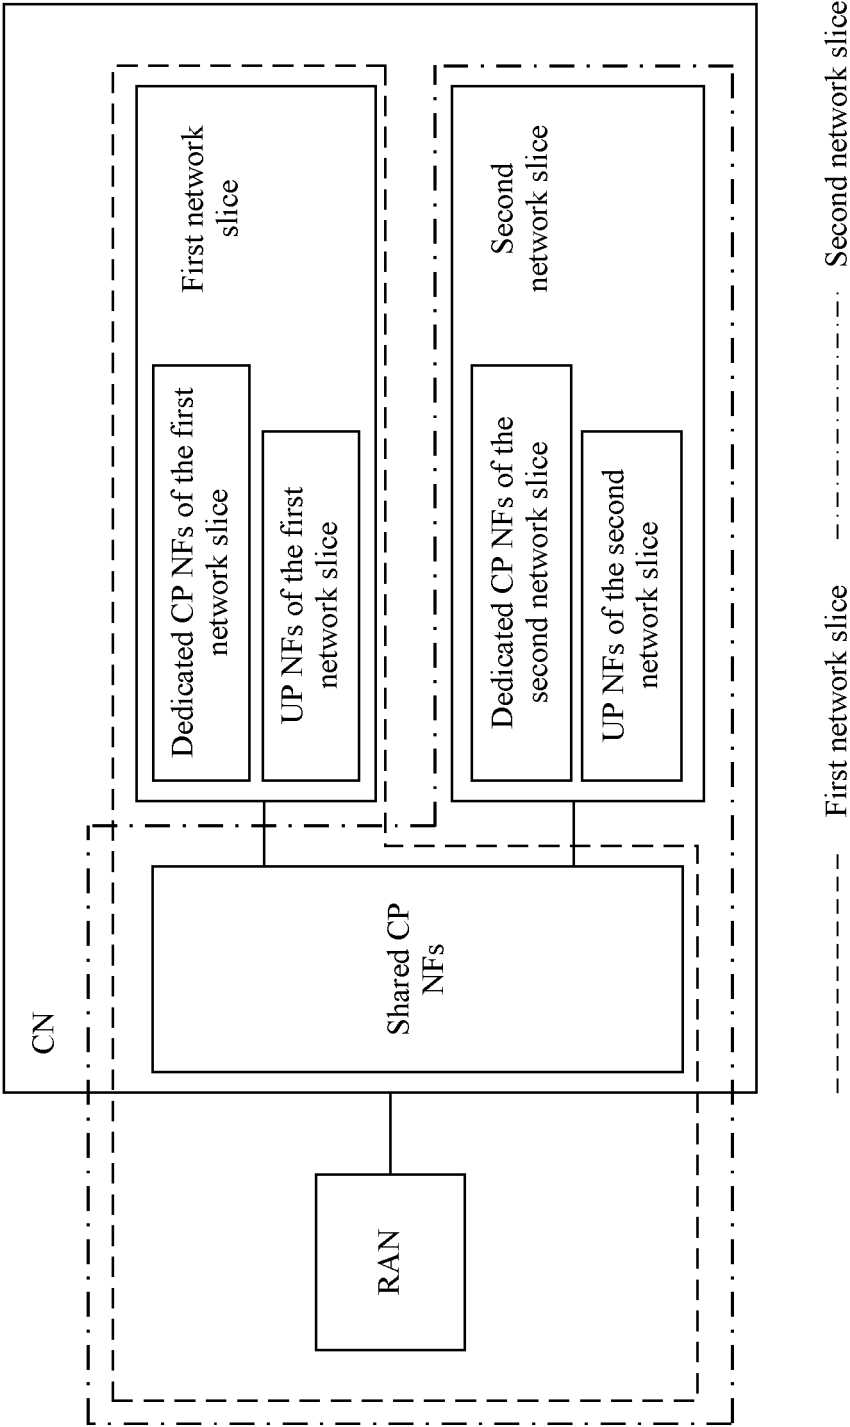 CN
RAN
Shared CP
NFs
First network
slice
Dedicated CP NFs of the first
network slice
UP NFs of the first
network slice
Second
network slice
Dedicated CP NFs of the
second network slice
UP NFs of the second
network slice
First network slice
Second network slice